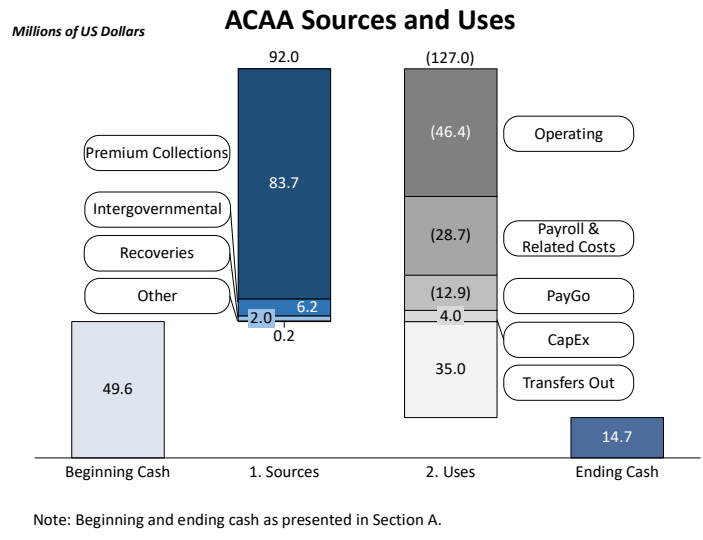 ACAA Sources and Uses
Millions of US Dollars
92.0
(127.0)
Premium Collections
Intergovernmental
Recoveries
Other
83.7
6.2
2.0
0.2
(46.4)
(28.7)
(12.9)
4.0
35.0
Operating
Payroll &
Related Costs
PayGo
CapEx
Transfers Out
49.6
14.7
Beginning Cash
1. Sources
2. Uses
Ending Cash
Note: Beginning and ending cash as presented in Section A.